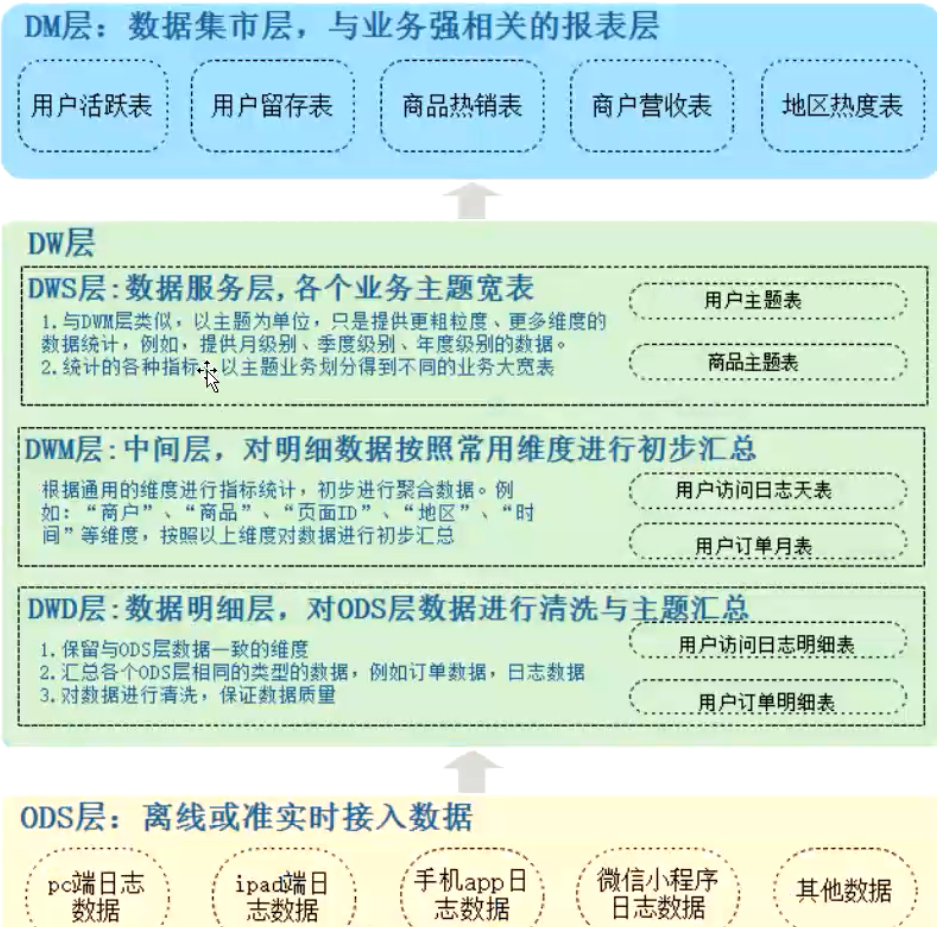 DM层：数据集市层，与业务强相关的报表层
用户活跃表
用户留存表
商品热销表
商户营收表
地区热度表
DW层
DWS层:数据服务层,各个业务主题宽表
1.与DWM层类似，以主题为单位，只是提供更粗粒度、更多维度的
数据统计，例如，提供月级别、季度级别、年度级别的数据。
2.统计的各种指标，以主题业务划分得到不同的业务大宽表
用户主题表
商品主题表
DWM层:中间层，对明细数据按照常用维度进行初步汇总
根据通用的维度进行指标统计，初步进行聚合数据。例
如：“商户”、“商品”、“页面ID”、“地区”、“时
间”等维度，按照以上维度对数据进行初步汇总
用户访问日志天表
用户订单月表
DWD层:数据明细层，对ODS层数据进行清洗与主题汇总
1.保留与ODS层数据一致的维度
2.汇总各个ODS层相同的类型的数据，例如订单数据，日志数据
3.对数据进行清洗，保证数据质量
用户访问日志明细表
用户订单明细表
ODS层：离线或准实时接入数据
pc端日志
数据
ipad端日
志数据
手机app日
志数据
微信小程序
日志数据
其他数据